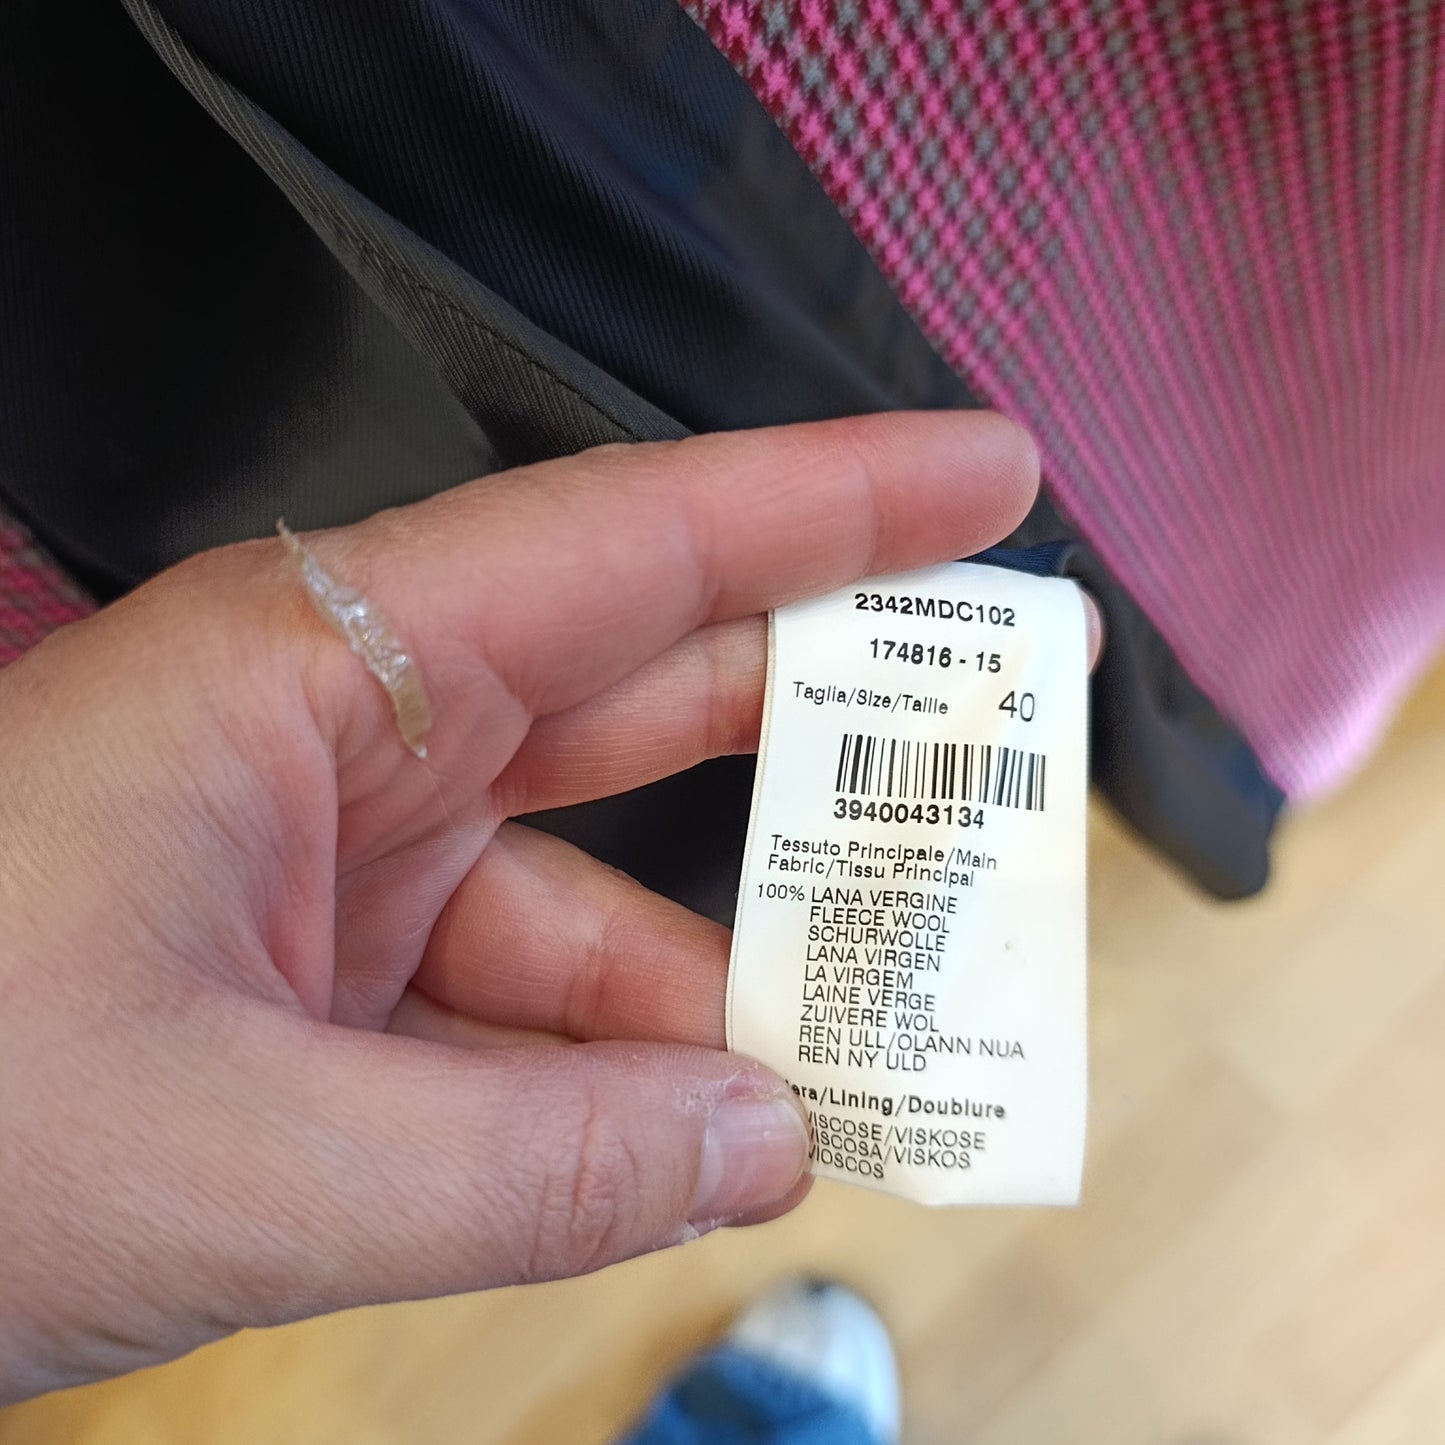 2342MDC102
174816 - 15
Taglia/Size/Taille 40
3940043134
Tessuto Principale/Main
Fabric/Tissu Principal
100% LANA VERGINE
FLEECE WOOL
SCHURWOLLE
LANA VIRGEN
LA VIRGEM
LAINE VERGE
ZUIVERE WOL
REN ULL/OLANN NUA
REN NY ULD
/Lining/Doublure
VISCOSE/VISKOSE
VISCOSA/VISKOS
VIOSCOS